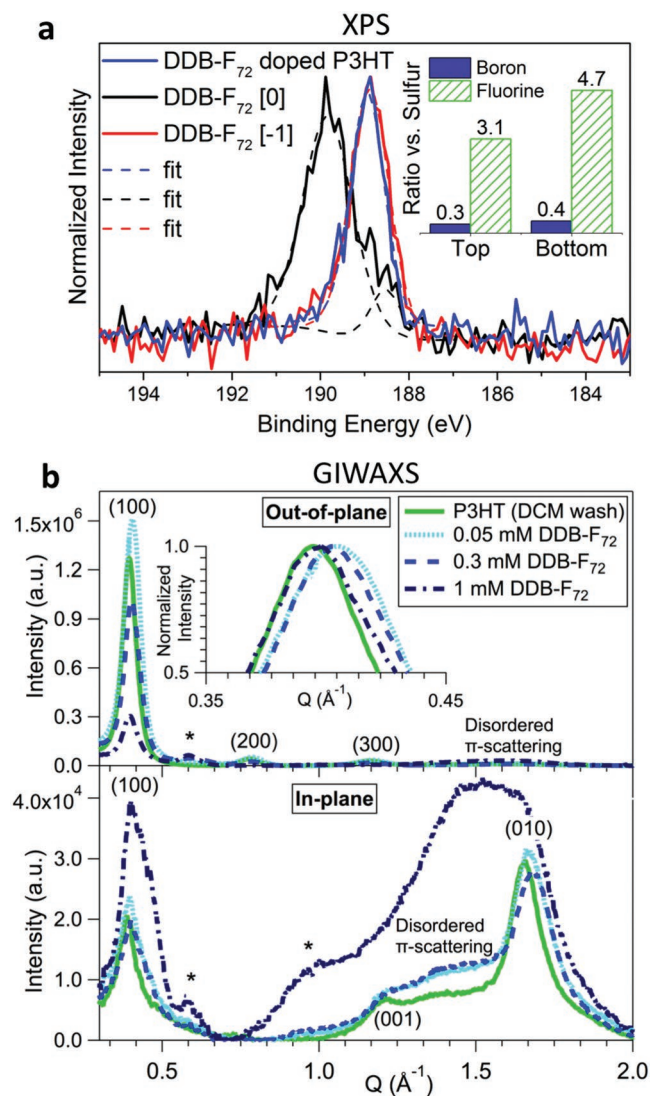 XPS
a
DDB-F72 doped P3HT
DDB-F72 [0]
DDB-F72 [-1]
fit
fit
fit
Normalized Intensity
Boron
Fluorine
Ratio vs. Sulfur
0.3
3.1
0.4
4.7
Top
Bottom
194
192
190
188
186
184
Binding Energy (eV)
b
GIWAXS
(100)
Out-of-plane
P3HT (DCM wash)
0.05 mM DDB-F72
0.3 mM DDB-F72
1 mM DDB-F72
1.5x10⁶
1.2
0.9
0.6
0.3
0.0
Intensity (a.u.)
Normalized
Intensity
1.0
0.5
0.35
0.45
Q (Å⁻¹)
*
(200)
(300)
Disordered
π-scattering
(100)
In-plane
(010)
4.0x10⁴
3.0
2.0
1.0
0.0
Intensity (a.u.)
*
*
Disordered
π-scattering
(001)
0.5
1.0
1.5
2.0
Q (Å⁻¹)